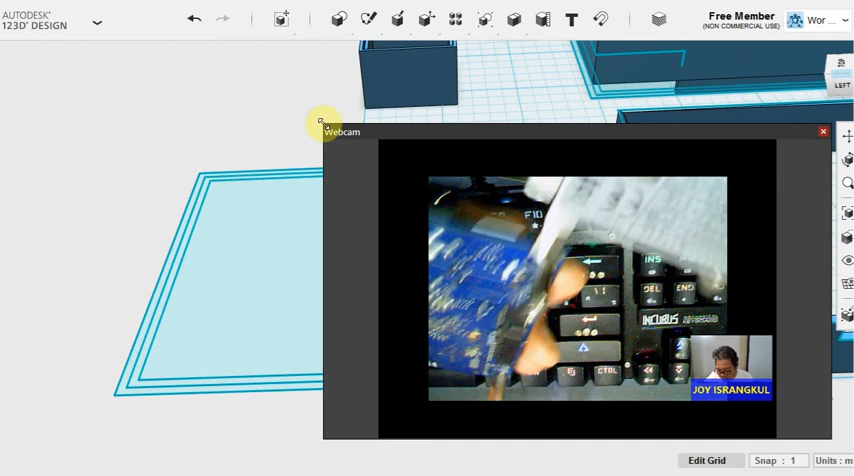 AUTODESK
123D® DESIGN
T
Free Member
(NON COMMERCIAL USE)
Wor ...
LEFT
Webcam
F10
INS
DEL
END
INCUBUS
KEYBOARD
CTRL
JOY ISRANGKUL
Edit Grid
Snap : 1
Units : m